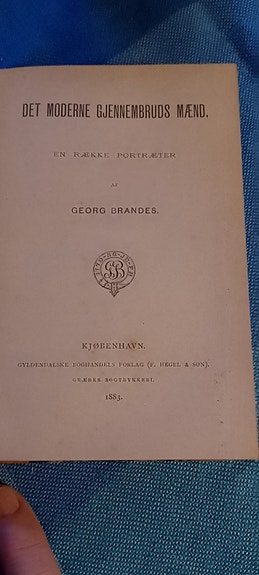 DET MODERNE GJENNEMBRUDS MÆND.
EN RÆKKE PORTRÆTER
AF
GEORG BRANDES.
KJØBENHAVN.
GYLDENDALSKE BOGHANDELS FORLAG (F. HEGEL & SØN).
GRÆBES BOGTRYKKERI.
1883.